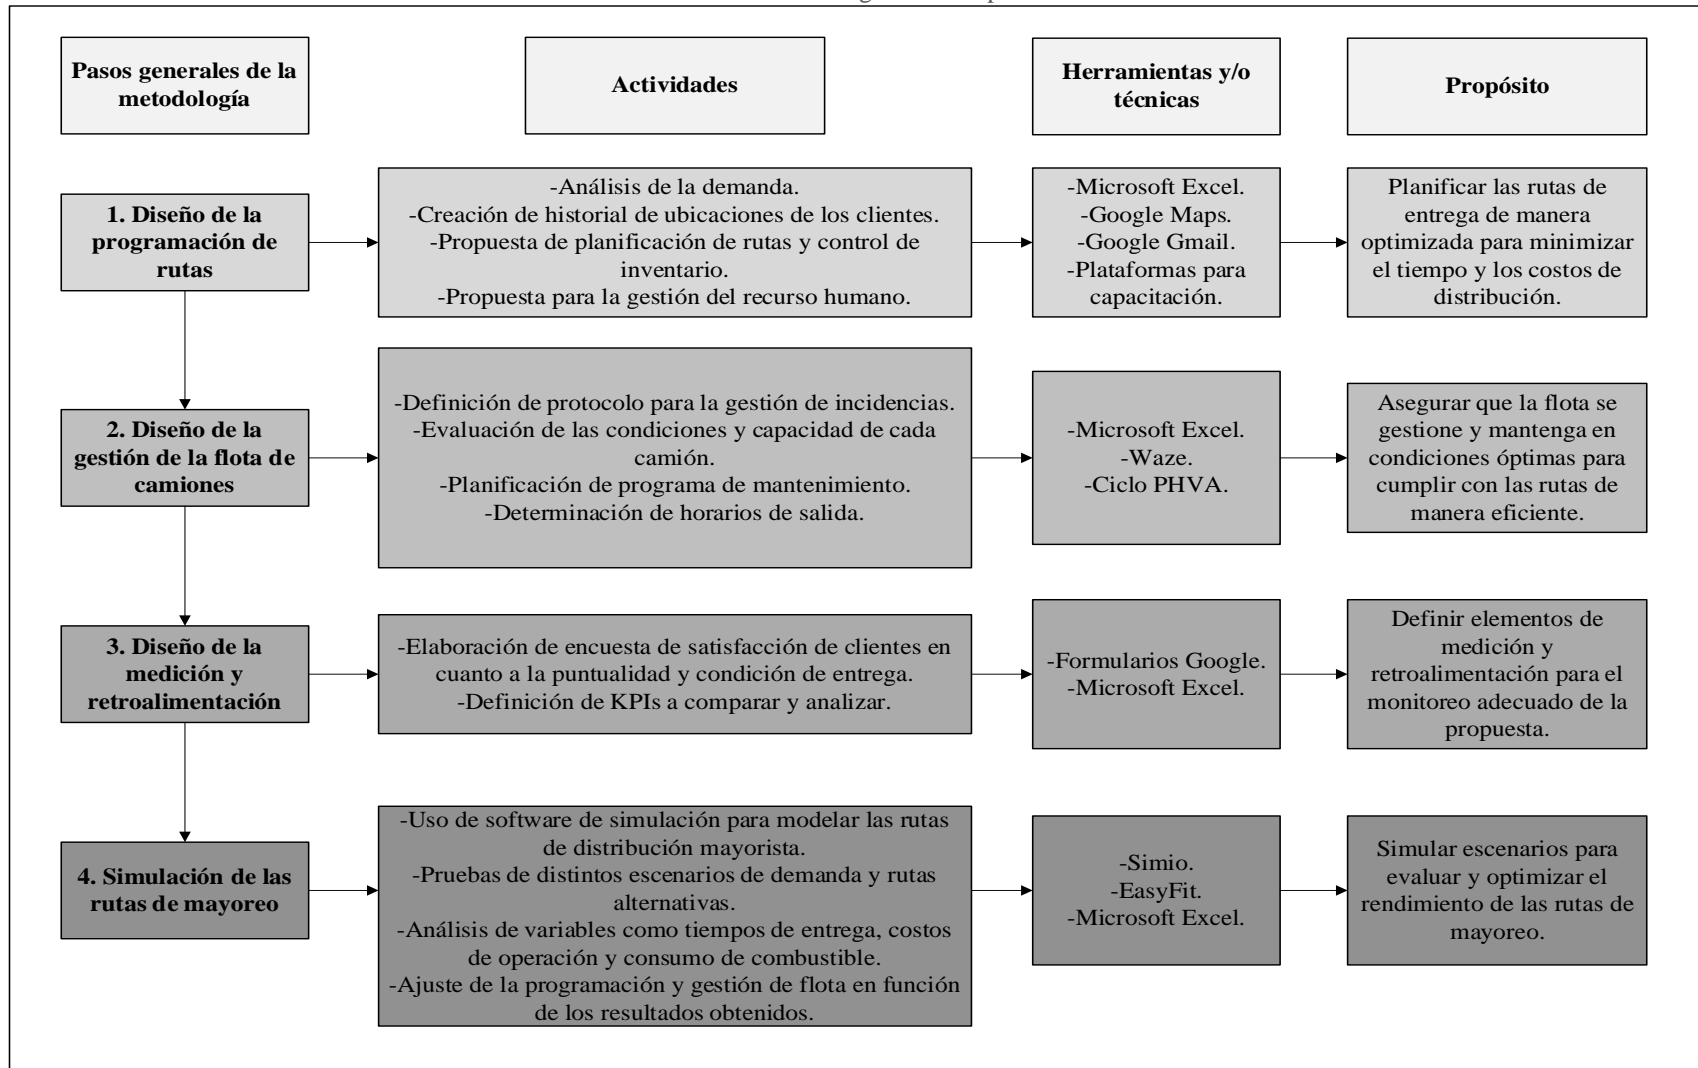 Pasos generales de la
metodología
Actividades
Herramientas y/o
técnicas
Propósito
1. Diseño de la
programación de
rutas
-Análisis de la demanda.
-Creación de historial de ubicaciones de los clientes.
-Propuesta de planificación de rutas y control de
inventario.
-Propuesta para la gestión del recurso humano.
-Microsoft Excel.
-Google Maps.
-Google Gmail.
-Plataformas para
capacitación.
Planificar las rutas de
entrega de manera
optimizada para minimizar
el tiempo y los costos de
distribución.
2. Diseño de la
gestión de la flota de
camiones
-Definición de protocolo para la gestión de incidencias.
-Evaluación de las condiciones y capacidad de cada
camión.
-Planificación de programa de mantenimiento.
-Determinación de horarios de salida.
-Microsoft Excel.
-Waze.
-Ciclo PHVA.
Asegurar que la flota se
gestione y mantenga en
condiciones óptimas para
cumplir con las rutas de
manera eficiente.
3. Diseño de la
medición y
retroalimentación
-Elaboración de encuesta de satisfacción de clientes en
cuanto a la puntualidad y condición de entrega.
-Definición de KPIs a comparar y analizar.
-Formularios Google.
-Microsoft Excel.
Definir elementos de
medición y
retroalimentación para el
monitoreo adecuado de la
propuesta.
4. Simulación de las
rutas de mayoreo
-Uso de software de simulación para modelar las rutas
de distribución mayorista.
-Pruebas de distintos escenarios de demanda y rutas
alternativas.
-Análisis de variables como tiempos de entrega, costos
de operación y consumo de combustible.
-Ajuste de la programación y gestión de flota en función
de los resultados obtenidos.
-Simio.
-EasyFit.
-Microsoft Excel.
Simular escenarios para
evaluar y optimizar el
rendimiento de las rutas de
mayoreo.